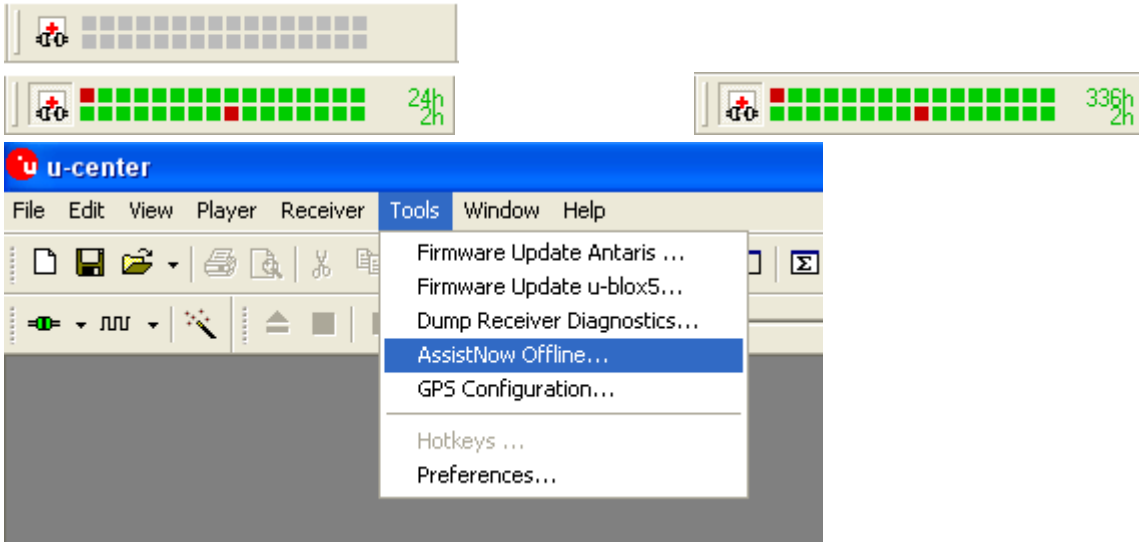 24h
2h
336h
2h
u u-center
File Edit View Player Receiver Tools Window Help
Firmware Update Antaris ...
Firmware Update u-blox5...
Dump Receiver Diagnostics...
AssistNow Offline...
GPS Configuration...
Hotkeys ...
Preferences...